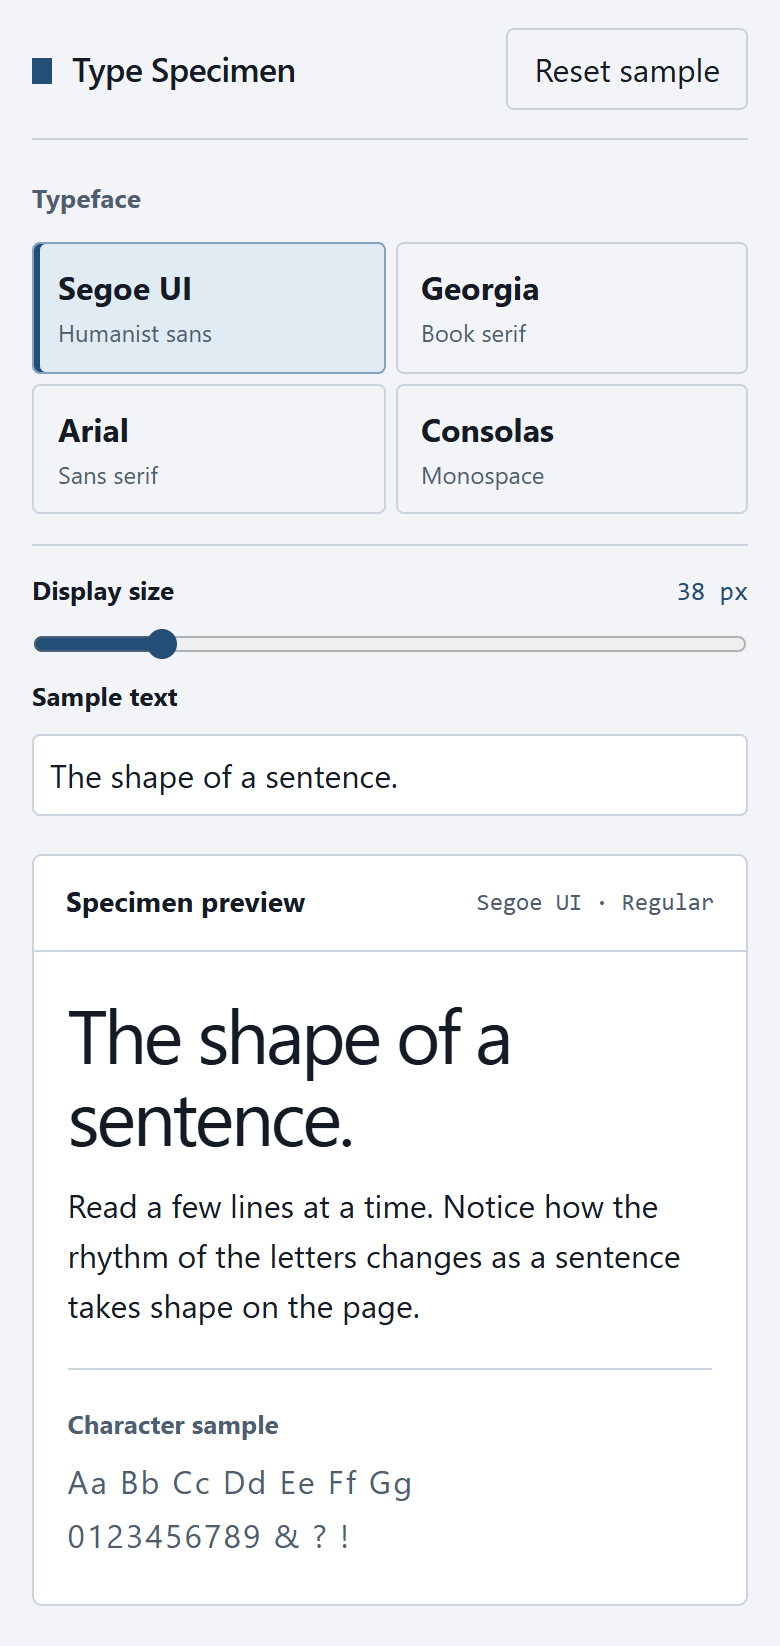 Type Specimen
Reset sample
Typeface
Segoe UI
Humanist sans
Georgia
Book serif
Arial
Sans serif
Consolas
Monospace
Display size
38 px
Sample text
The shape of a sentence.
Specimen preview
Segoe UI · Regular
The shape of a
sentence.
Read a few lines at a time. Notice how the
rhythm of the letters changes as a sentence
takes shape on the page.
Character sample
Aa Bb Cc Dd Ee Ff Gg
0123456789 & ? !